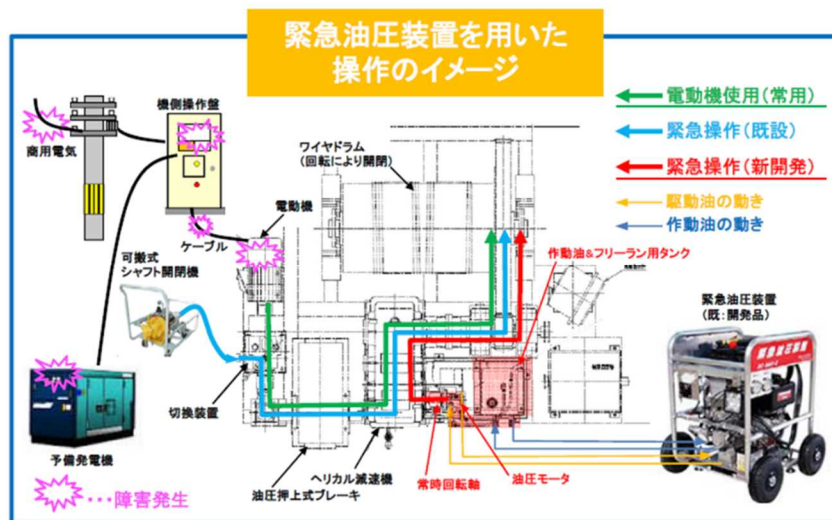 緊急油圧装置を用いた
操作のイメージ
電動機使用(常用)
緊急操作(既設)
緊急操作(新開発)
駆動油の動き
作動油の動き
機側操作盤
商用電気
ワイヤドラム
(回転により開閉)
電動機
ケーブル
可搬式
シャフト開閉機
作動油&フリーラン用タンク
緊急油圧装置
(既:開発品)
緊急油圧装置
切換装置
予備発電機
ヘリカル減速機
油圧押上式ブレーキ
常時回転軸
油圧モータ
・・・障害発生